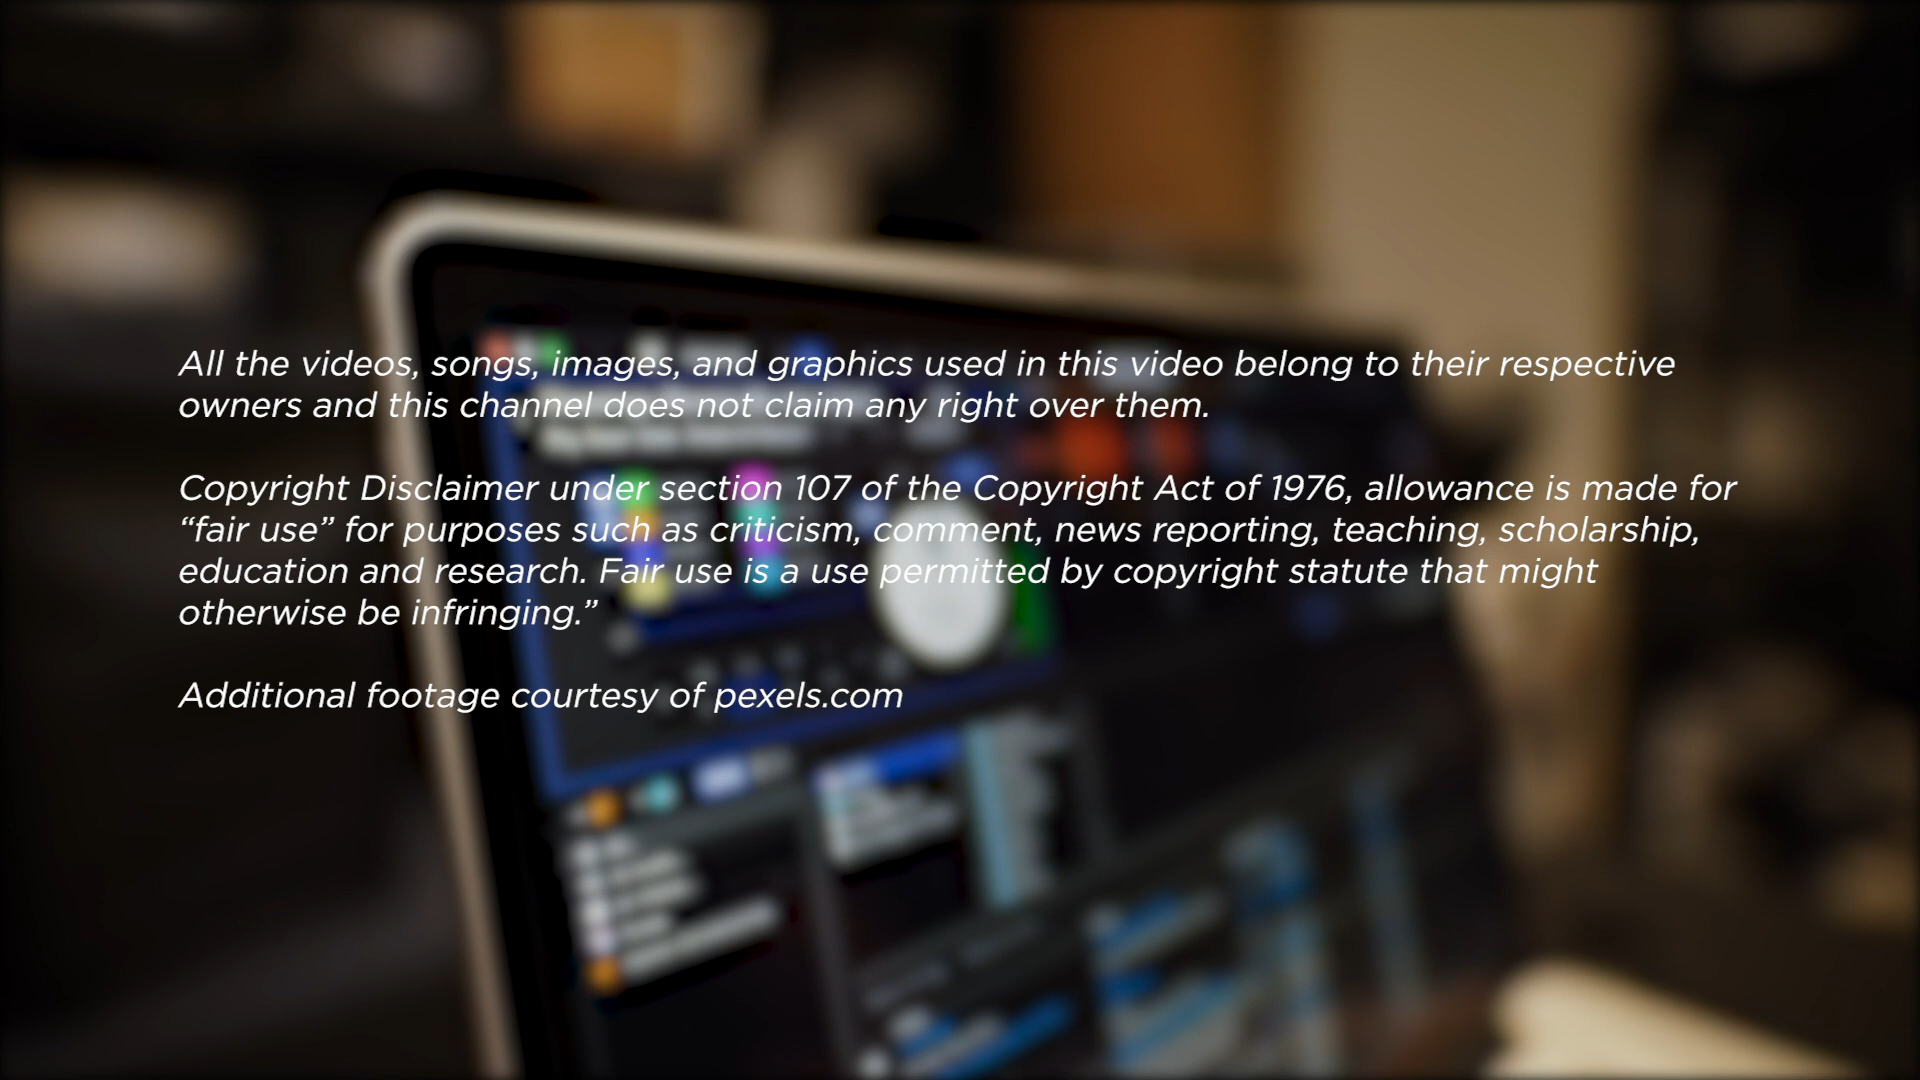 All the videos, songs, images, and graphics used in this video belong to their respective
owners and this channel does not claim any right over them.
Copyright Disclaimer under section 107 of the Copyright Act of 1976, allowance is made for
“fair use” for purposes such as criticism, comment, news reporting, teaching, scholarship,
education and research. Fair use is a use permitted by copyright statute that might
otherwise be infringing.”
Additional footage courtesy of pexels.com